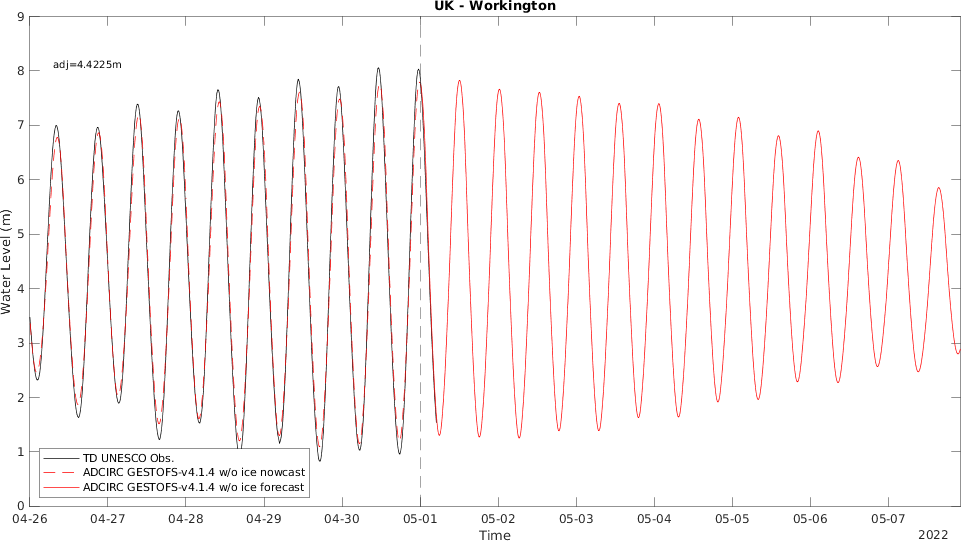 UK - Workington
9
8
7
6
5
4
3
2
1
0
adj=4.4225m
Water Level (m)
TD UNESCO Obs.
ADCIRC GESTOFS-v4.1.4 w/o ice nowcast
ADCIRC GESTOFS-v4.1.4 w/o ice forecast
04-26 04-27 04-28 04-29 04-30 05-01 05-02 05-03 05-04 05-05 05-06 05-07
Time
2022